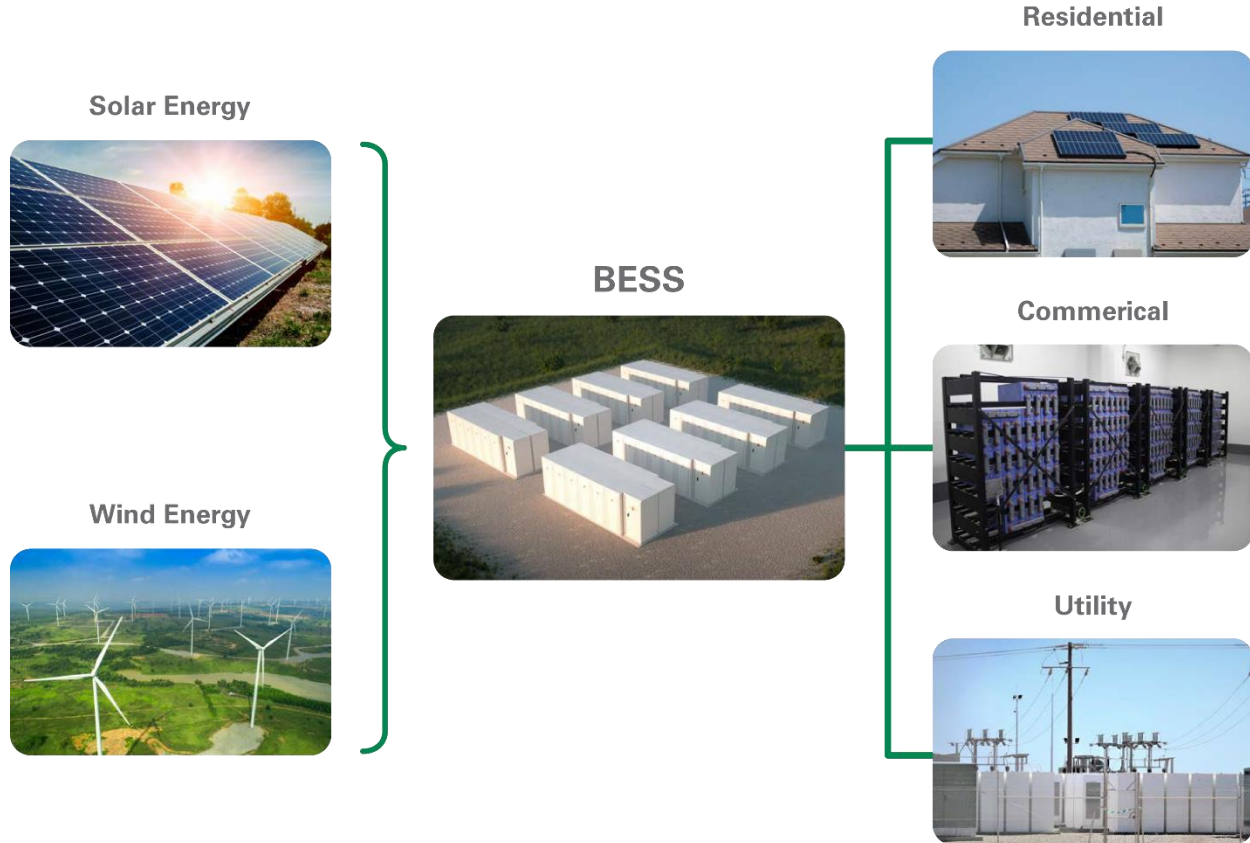 Solar Energy
Wind Energy
BESS
Residential
Commerical
Utility